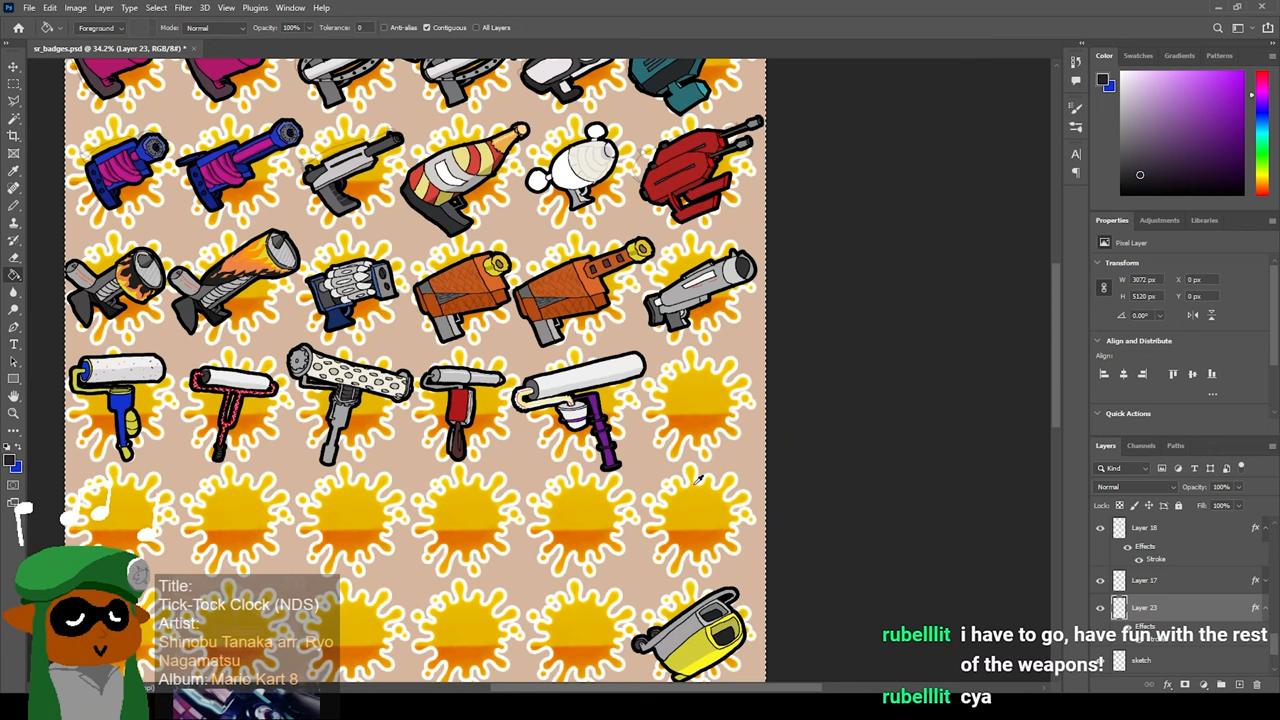 File Edit Image Layer Type Select Filter 3D View Plugins Window Help
Foreground Mode: Normal Opacity: 100% Tolerance: 0 Anti-alias Contiguous All Layers
sr_badges.psd @ 34.2% (Layer 23, RGB/8#) *
Color Swatches Gradients Patterns
Properties Adjustments Libraries
Pixel Layer
Transform
W 3072 px X 0 px
H 5120 px Y 0 px
0.00°
Align and Distribute
Align:
Quick Actions
Layers Channels Paths
Kind
Normal Opacity: 100%
Lock: Fill: 100%
Layer 18 fx
Effects
Stroke
Layer 17 fx
Layer 23 fx
sketch
rubelllit i have to go, have fun with the rest
of the weapons!
rubelllit cya
Title:
Tick-Tock Clock (NDS)
Artist:
Shinobu Tanaka arr. Ryo
Nagamatsu
Album: Mario Kart 8